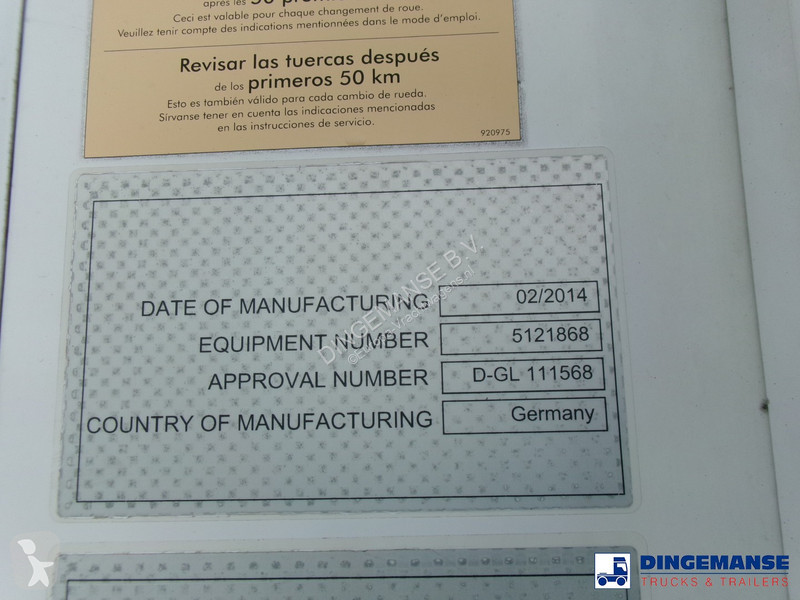 après les 50
Ceci est valable pour chaque changement de roue.
Veuillez tenir compte des indications mentionnées dans le mode d'emploi.
Revisar las tuercas después
de los primeros 50 km
Esto es también válido para cada cambio de rueda.
Sírvanse tener en cuenta las indicaciones mencionadas
en las instrucciones de servicio.
920975
DATE OF MANUFACTURING 02/2014
EQUIPMENT NUMBER 5121868
APPROVAL NUMBER D-GL 111568
COUNTRY OF MANUFACTURING Germany
DINGEMANSE B.V.
DINGEMANSE
TRUCKS & TRAILERS